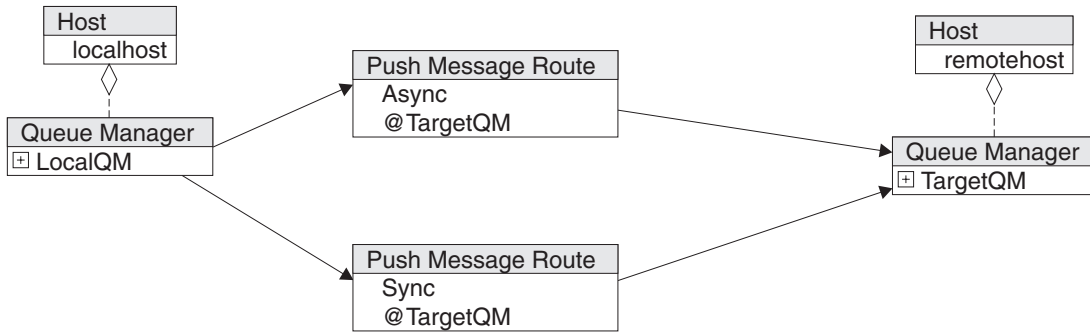 Host
localhost
Queue Manager
LocalQM
Push Message Route
Async
@TargetQM
Push Message Route
Sync
@TargetQM
Host
remotehost
Queue Manager
TargetQM